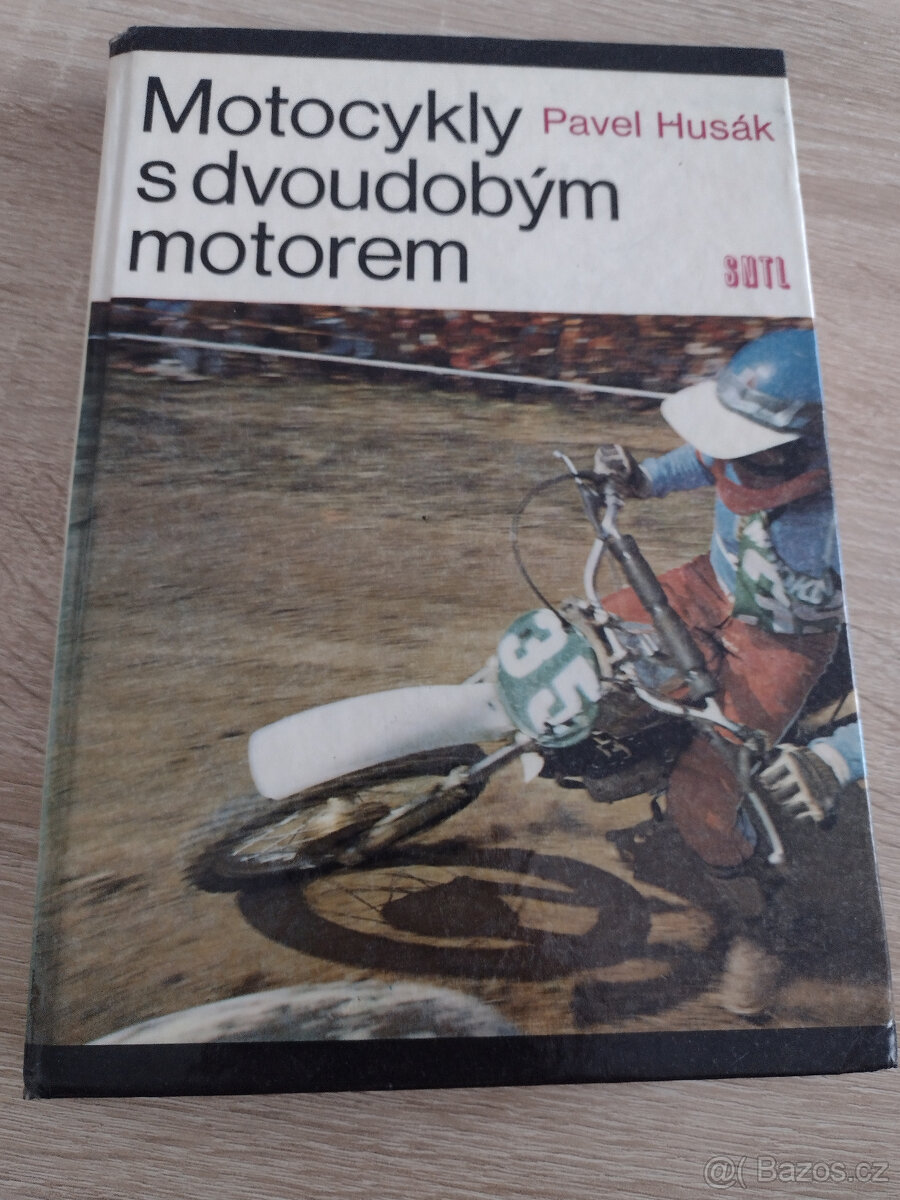 Motocykly
s dvoudobým
motorem
Pavel Husák
SNTL
35
@( Bazos.cz